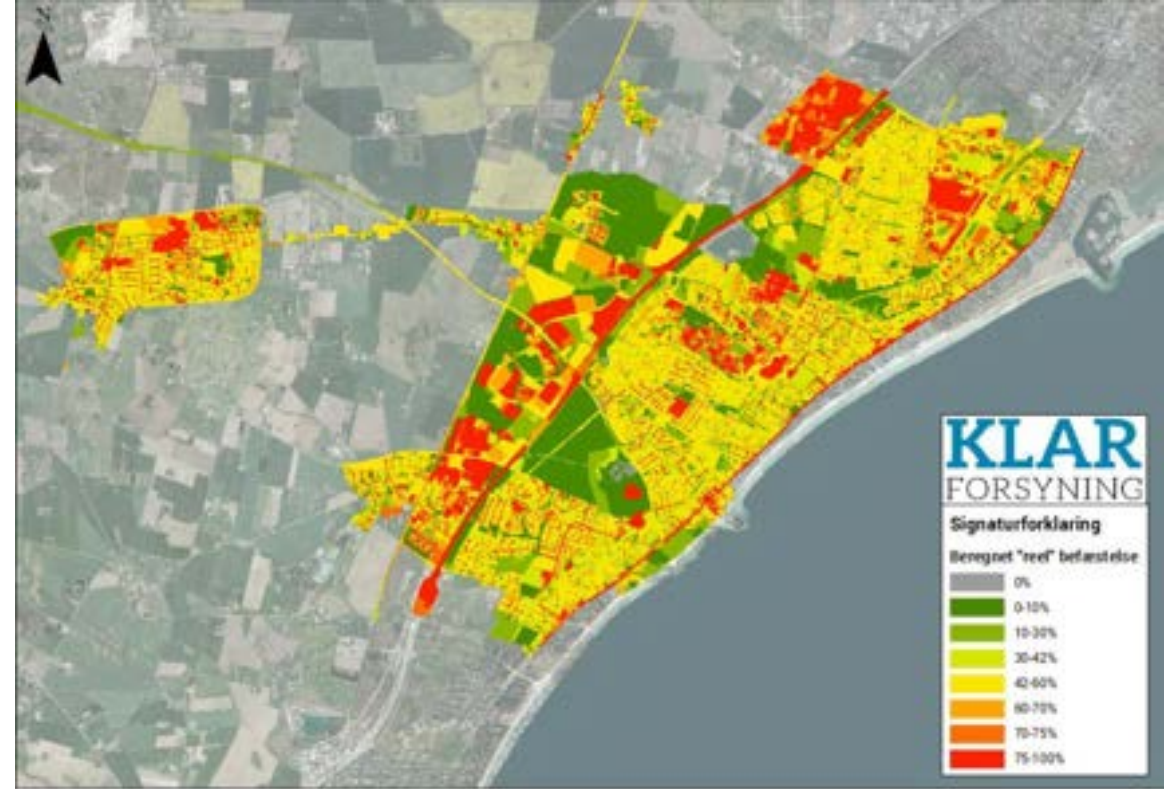 Z
KLAR
FORSYNING
Signaturforklaring
Beregnet "reel" befæstelse
0%
0-10%
10-30%
30-42%
42-60%
60-70%
70-75%
75-100%